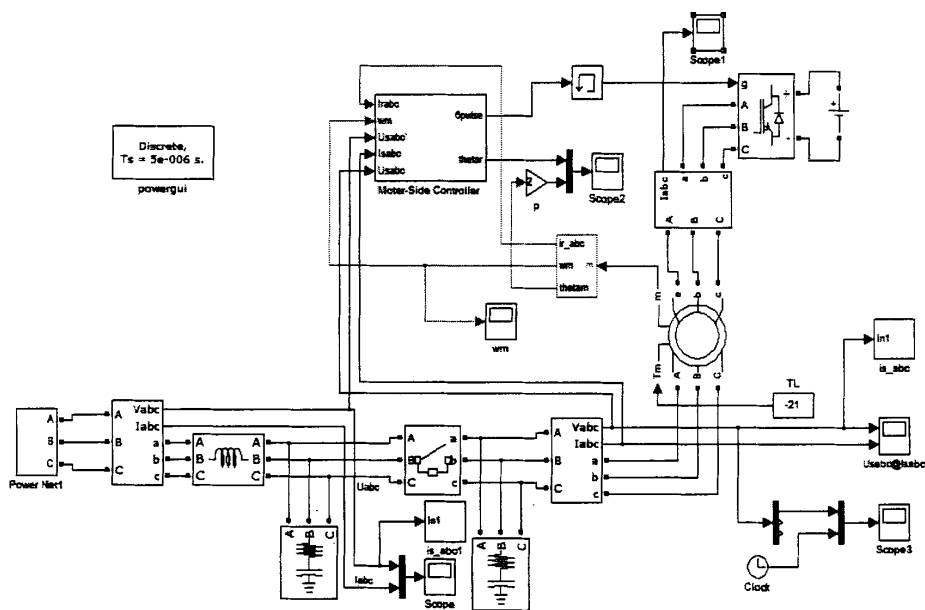 Scope1
Irabc
wm
Usabc'
Isabc
Usabc
6pulse
thetar
Moter-Side Controller
g
A
B
C
+
-
+
Discrete,
Ts = 5e-006 s.
powergui
p
Scope2
Iabc
a
b
c
A
B
C
ir_abc
wm
thetam
m
m
a
b
c
wm
Tm
A
B
C
TL
-21
In1
is_abc
A
B
C
Power Net1
A
B
C
Vabc
Iabc
a
b
c
A
B
C
A
B
C
Uabc
A
B
C
a
b
c
A
B
C
Vabc
Iabc
a
b
c
Usabc@Isabc
A
B
C
In1
is_abc1
Iabc
Scope
A
B
C
Clock
Scope3